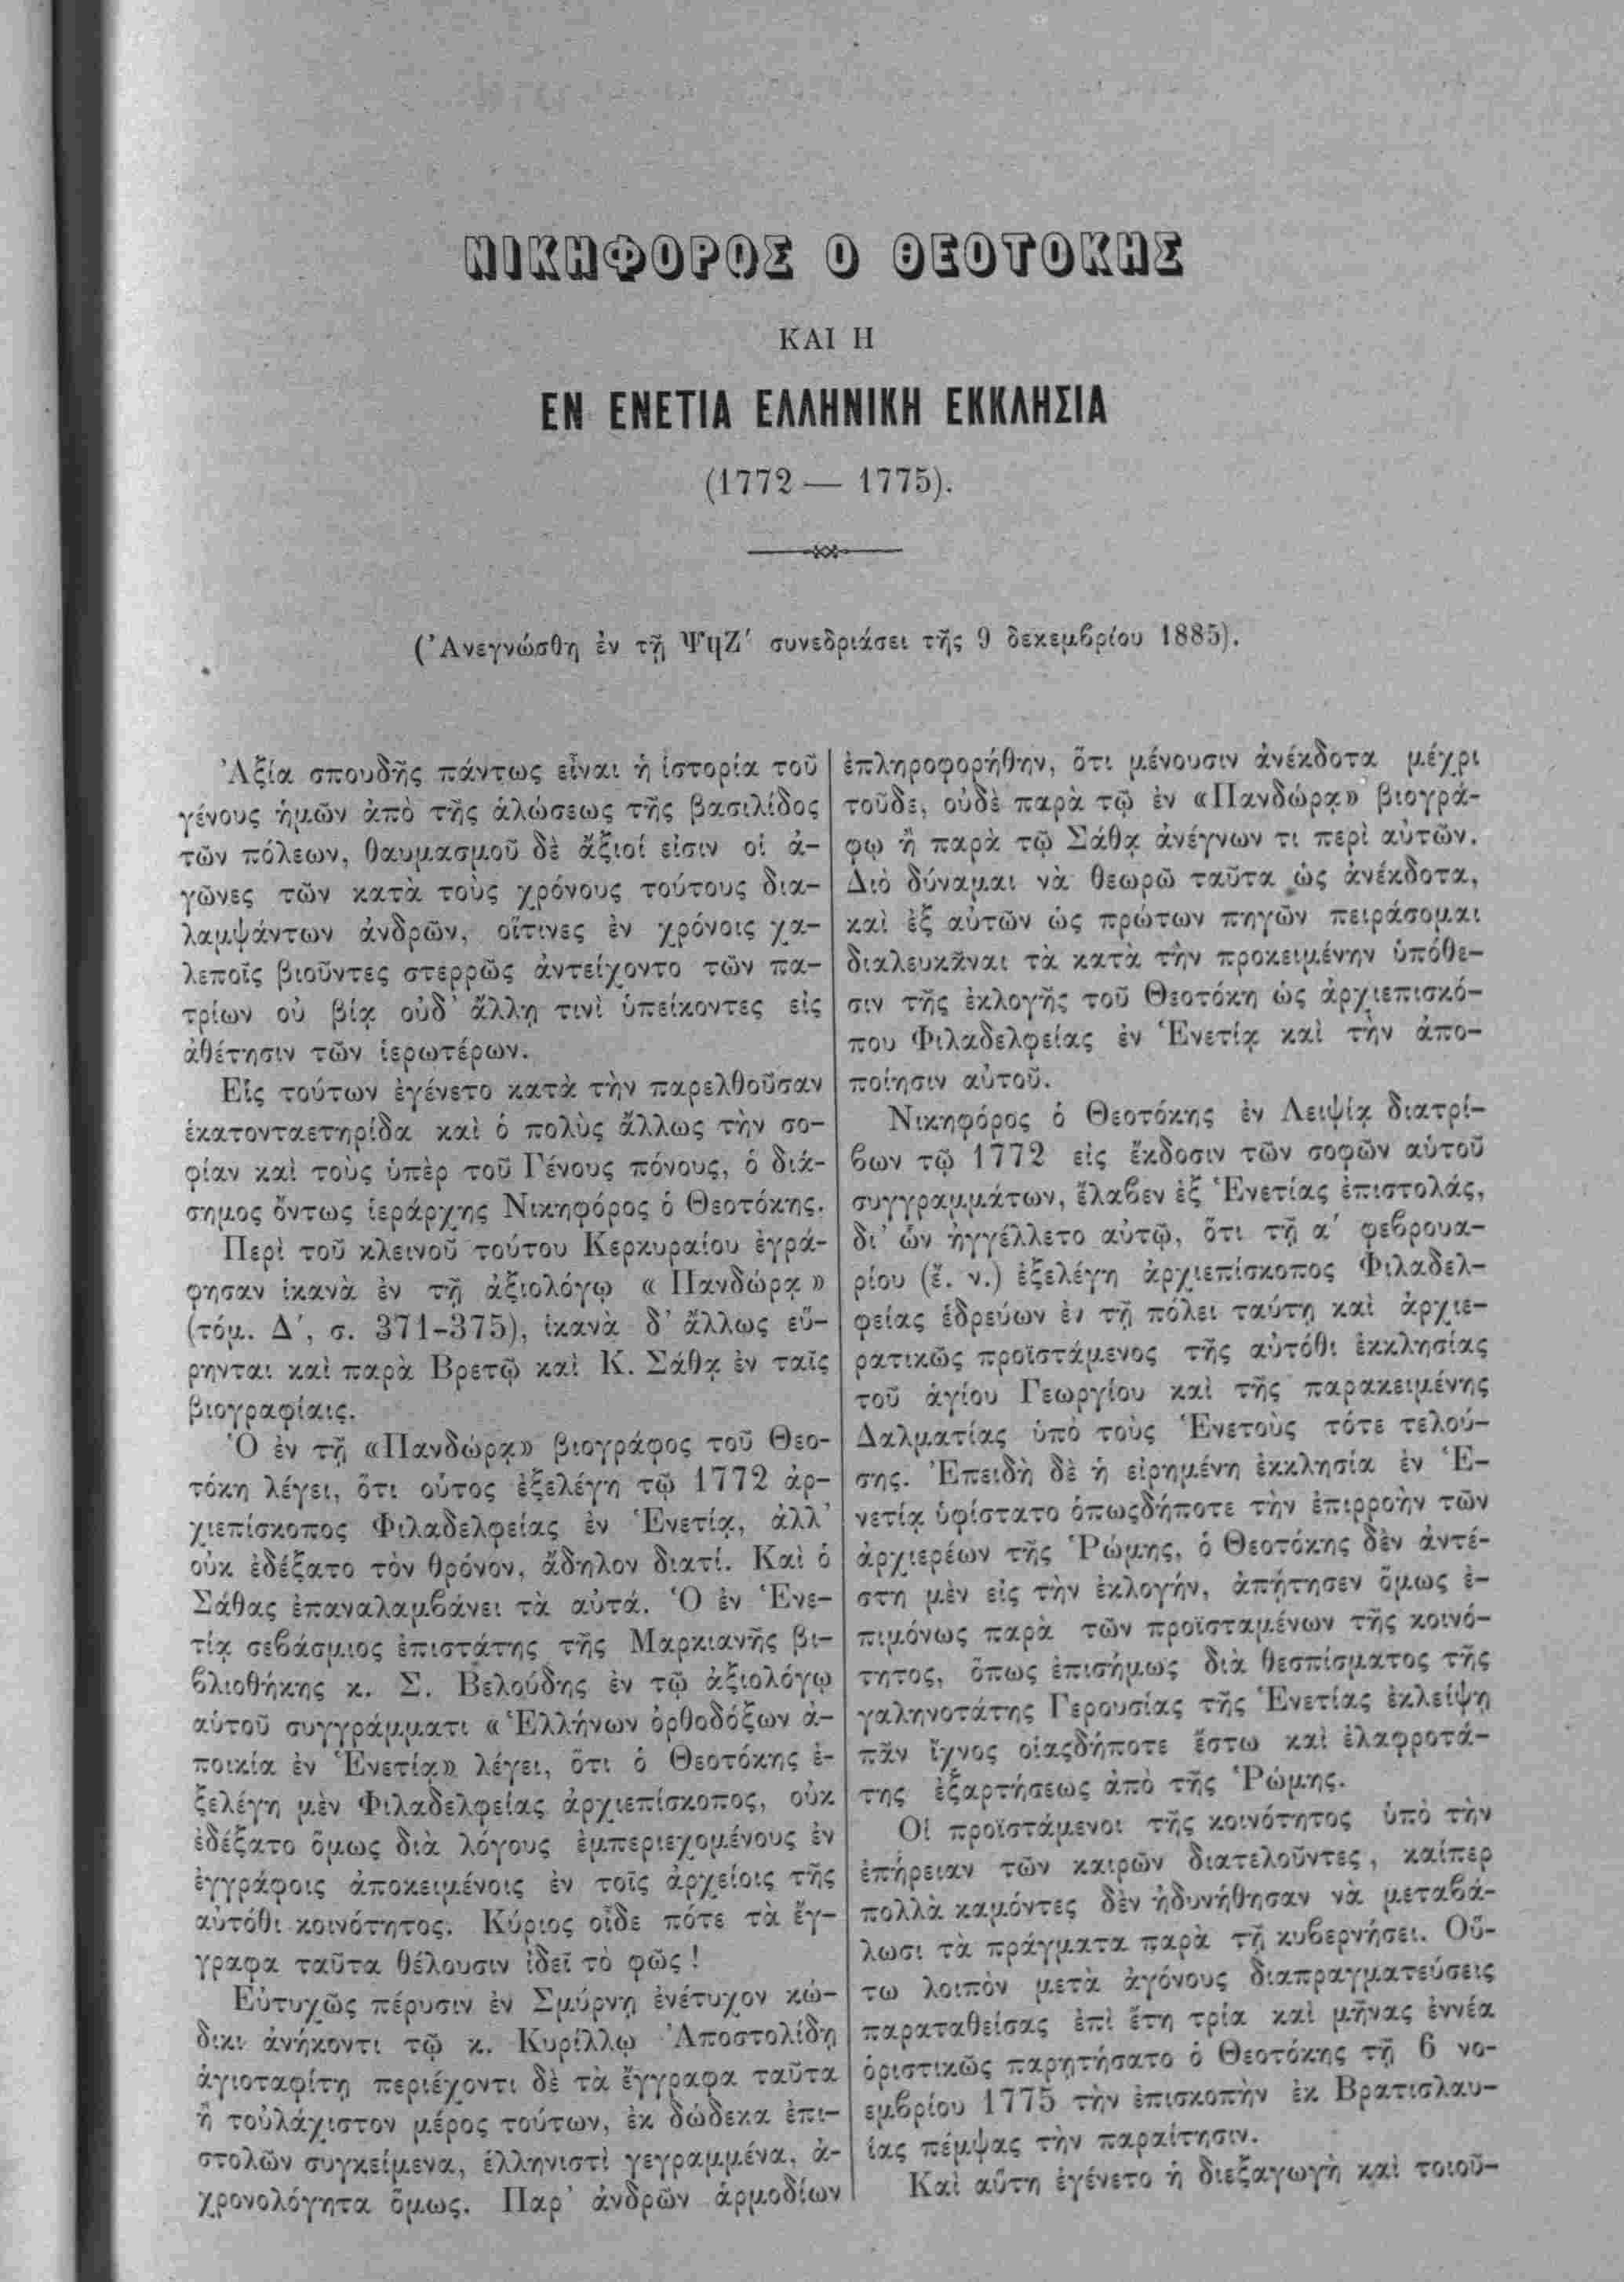 ΝΙΚΗΦΟΡΟΣ Ο ΘΕΟΤΟΚΗΣ
ΚΑΙ Η
ΕΝ ΕΝΕΤΙΑ ΕΛΛΗΝΙΚΗ ΕΚΚΛΗΣΙΑ
(1772 — 1775).
(Ἀνεγνώσθη ἐν τῇ ΨϥΖʹ συνεδριάσει τῆς 9 δεκεμβρίου 1885).
Ἀξία σπουδῆς πάντως εἶναι ἡ ἱστορία τοῦ
γένους ἡμῶν ἀπὸ τῆς ἁλώσεως τῆς βασιλίδος
τῶν πόλεων, θαυμασμοῦ δὲ ἄξιοί εἰσιν οἱ ἀ-
γῶνες τῶν κατὰ τοὺς χρόνους τούτους δια-
λαμψάντων ἀνδρῶν, οἵτινες ἐν χρόνοις χα-
λεποῖς βιοῦντες στερρῶς ἀντείχοντο τῶν πα-
τρίων οὐ βίᾳ οὐδ' ἄλλῃ τινὶ ὑπείκοντες εἰς
ἀθέτησιν τῶν ἱερωτέρων.
Εἷς τούτων ἐγένετο κατὰ τὴν παρελθοῦσαν
ἑκατονταετηρίδα καὶ ὁ πολὺς ἄλλως τὴν σο-
φίαν καὶ τοὺς ὑπὲρ τοῦ Γένους πόνους, ὁ διά-
σημος ὄντως ἱεράρχης Νικηφόρος ὁ Θεοτόκης.
Περὶ τοῦ κλεινοῦ τούτου Κερκυραίου ἐγρά-
φησαν ἱκανὰ ἐν τῇ ἀξιολόγῳ « Πανδώρᾳ »
(τόμ. Δʹ, σ. 371-375), ἱκανὰ δ' ἄλλως εὕ-
ρηνται καὶ παρὰ Βρετῷ καὶ Κ. Σάθᾳ ἐν ταῖς
βιογραφίαις.
Ὁ ἐν τῇ «Πανδώρᾳ» βιογράφος τοῦ Θεο-
τόκη λέγει, ὅτι οὗτος ἐξελέγη τῷ 1772 ἀρ-
χιεπίσκοπος Φιλαδελφείας ἐν Ἑνετίᾳ, ἀλλ'
οὐκ ἐδέξατο τὸν θρόνον, ἄδηλον διατί. Καὶ ὁ
Σάθας ἐπαναλαμβάνει τὰ αὐτά. Ὁ ἐν Ἑνε-
τίᾳ σεβάσμιος ἐπιστάτης τῆς Μαρκιανῆς βι-
βλιοθήκης κ. Σ. Βελούδης ἐν τῷ ἀξιολόγῳ
αὑτοῦ συγγράμματι « Ἑλλήνων ὀρθοδόξων ἀ-
ποικία ἐν Ἑνετίᾳ» λέγει, ὅτι ὁ Θεοτόκης ἐ-
ξελέγη μὲν Φιλαδελφείας ἀρχιεπίσκοπος, οὐκ
ἐδέξατο ὅμως διὰ λόγους ἐμπεριεχομένους ἐν
ἐγγράφοις ἀποκειμένοις ἐν τοῖς ἀρχείοις τῆς
αὐτόθι κοινότητος. Κύριος οἶδε πότε τὰ ἔγ-
γραφα ταῦτα θέλουσιν ἰδεῖ τὸ φῶς !
Εὐτυχῶς πέρυσιν ἐν Σμύρνῃ ἐνέτυχον κώ-
δικι ἀνήκοντι τῷ κ. Κυρίλλῳ Ἀποστολίδῃ
ἁγιοταφίτῃ περιέχοντι δὲ τὰ ἔγγραφα ταῦτα
ἢ τοὐλάχιστον μέρος τούτων, ἐκ δώδεκα ἐπι-
στολῶν συγκείμενα, ἑλληνιστὶ γεγραμμένα, ἀ-
χρονολόγητα ὅμως. Παρ' ἀνδρῶν ἁρμοδίων
ἐπληροφορήθην, ὅτι μένουσιν ἀνέκδοτα μέχρι
τοῦδε, οὐδὲ παρὰ τῷ ἐν «Πανδώρᾳ» βιογρά-
φῳ ἢ παρὰ τῷ Σάθᾳ ἀνέγνων τι περὶ αὐτῶν.
Διὸ δύναμαι νὰ θεωρῶ ταῦτα ὡς ἀνέκδοτα,
καὶ ἐξ αὐτῶν ὡς πρώτων πηγῶν πειράσομαι
διαλευκᾶναι τὰ κατὰ τὴν προκειμένην ὑπόθε-
σιν τῆς ἐκλογῆς τοῦ Θεοτόκη ὡς ἀρχιεπισκό-
που Φιλαδελφείας ἐν Ἑνετίᾳ καὶ τὴν ἀπο-
ποίησιν αὐτοῦ.
Νικηφόρος ὁ Θεοτόκης ἐν Λειψίᾳ διατρί-
βων τῷ 1772 εἰς ἔκδοσιν τῶν σοφῶν αὑτοῦ
συγγραμμάτων, ἔλαβεν ἐξ Ἑνετίας ἐπιστολάς,
δι' ὧν ἠγγέλλετο αὐτῷ, ὅτι τῇ αʹ φεβρουα-
ρίου (ἔ. ν.) ἐξελέγη ἀρχιεπίσκοπος Φιλαδελ-
φείας ἑδρεύων ἐν τῇ πόλει ταύτῃ καὶ ἀρχιε-
ρατικῶς προϊστάμενος τῆς αὐτόθι ἐκκλησίας
τοῦ ἁγίου Γεωργίου καὶ τῆς παρακειμένης
Δαλματίας ὑπὸ τοὺς Ἑνετοὺς τότε τελού-
σης. Ἐπειδὴ δὲ ἡ εἰρημένη ἐκκλησία ἐν Ἑ-
νετίᾳ ὑφίστατο ὁπωςδήποτε τὴν ἐπιρροὴν τῶν
ἀρχιερέων τῆς Ῥώμης, ὁ Θεοτόκης δὲν ἀντέ-
στη μὲν εἰς τὴν ἐκλογήν, ἀπῄτησεν ὅμως ἐ-
πιμόνως παρὰ τῶν προϊσταμένων τῆς κοινό-
τητος, ὅπως ἐπισήμως διὰ θεσπίσματος τῆς
γαληνοτάτης Γερουσίας τῆς Ἑνετίας ἐκλείψῃ
πᾶν ἴχνος οἱαςδήποτε ἔστω καὶ ἐλαφροτά-
της ἐξαρτήσεως ἀπὸ τῆς Ῥώμης.
Οἱ προϊστάμενοι τῆς κοινότητος ὑπὸ τὴν
ἐπήρειαν τῶν καιρῶν διατελοῦντες, καίπερ
πολλὰ καμόντες δὲν ἠδυνήθησαν νὰ μεταβά-
λωσι τὰ πράγματα παρὰ τῇ κυβερνήσει. Οὕ-
τω λοιπὸν μετὰ ἀγόνους διαπραγματεύσεις
παραταθείσας ἐπὶ ἔτη τρία καὶ μῆνας ἐννέα
ὁριστικῶς παρῃτήσατο ὁ Θεοτόκης τῇ 6 νο-
εμβρίου 1775 τὴν ἐπισκοπὴν ἐκ Βρατισλαυ-
ίας πέμψας τὴν παραίτησιν.
Καὶ αὕτη ἐγένετο ἡ διεξαγωγὴ καὶ τοιοῦ-